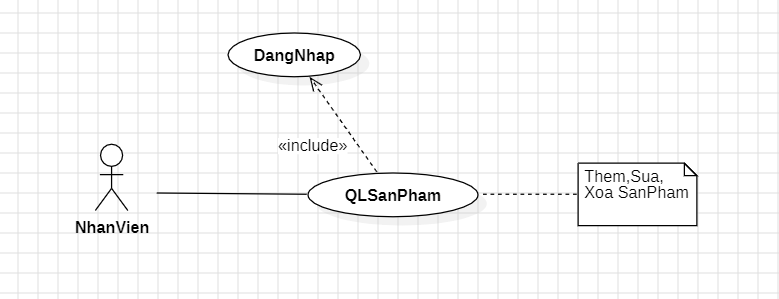 DangNhap
«include»
QLSanPham
NhanVien
Them,Sua,
Xoa SanPham